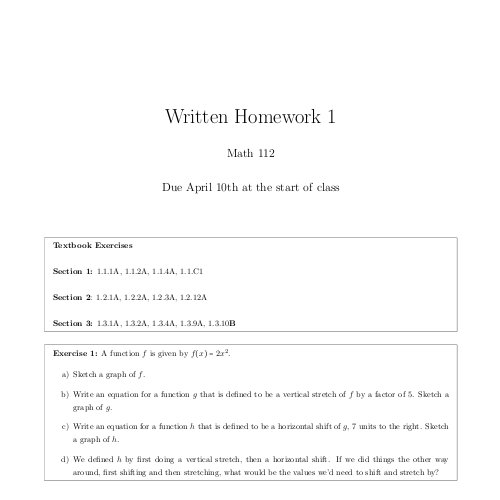 Written Homework 1
Math 112
Due April 10th at the start of class
Textbook Exercises
Section 1: 1.1.1A, 1.1.2A, 1.1.4A, 1.1.C1
Section 2: 1.2.1A, 1.2.2A, 1.2.3A, 1.2.12A
Section 3: 1.3.1A, 1.3.2A, 1.3.4A, 1.3.9A, 1.3.10B
Exercise 1: A function f is given by f(x) = 2x².
a) Sketch a graph of f.
b) Write an equation for a function g that is defined to be a vertical stretch of f by a factor of 5. Sketch a
graph of g.
c) Write an equation for a function h that is defined to be a horizontal shift of g, 7 units to the right. Sketch
a graph of h.
d) We defined h by first doing a vertical stretch, then a horizontal shift. If we did things the other way
around, first shifting and then stretching, what would be the values we'd need to shift and stretch by?